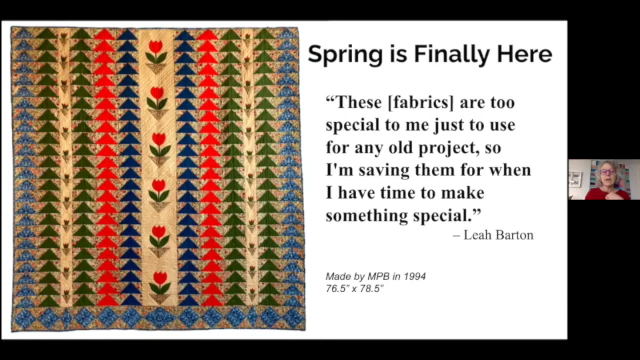 Spring is Finally Here
“These [fabrics] are too
special to me just to use
for any old project, so
I'm saving them for when
I have time to make
something special.”
– Leah Barton
Made by MPB in 1994
76.5” x 78.5”